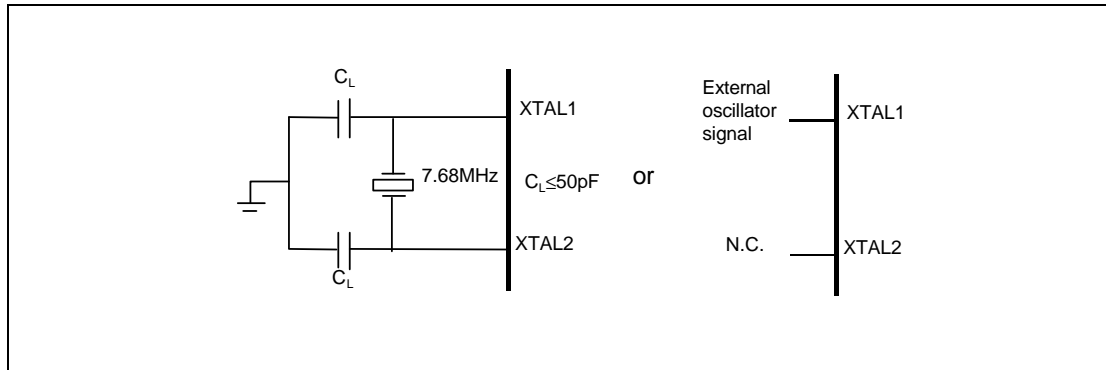 C_L
XTAL1
7.68MHz
C_L≤50pF
or
XTAL2
C_L
External
oscillator
signal
XTAL1
N.C.
XTAL2